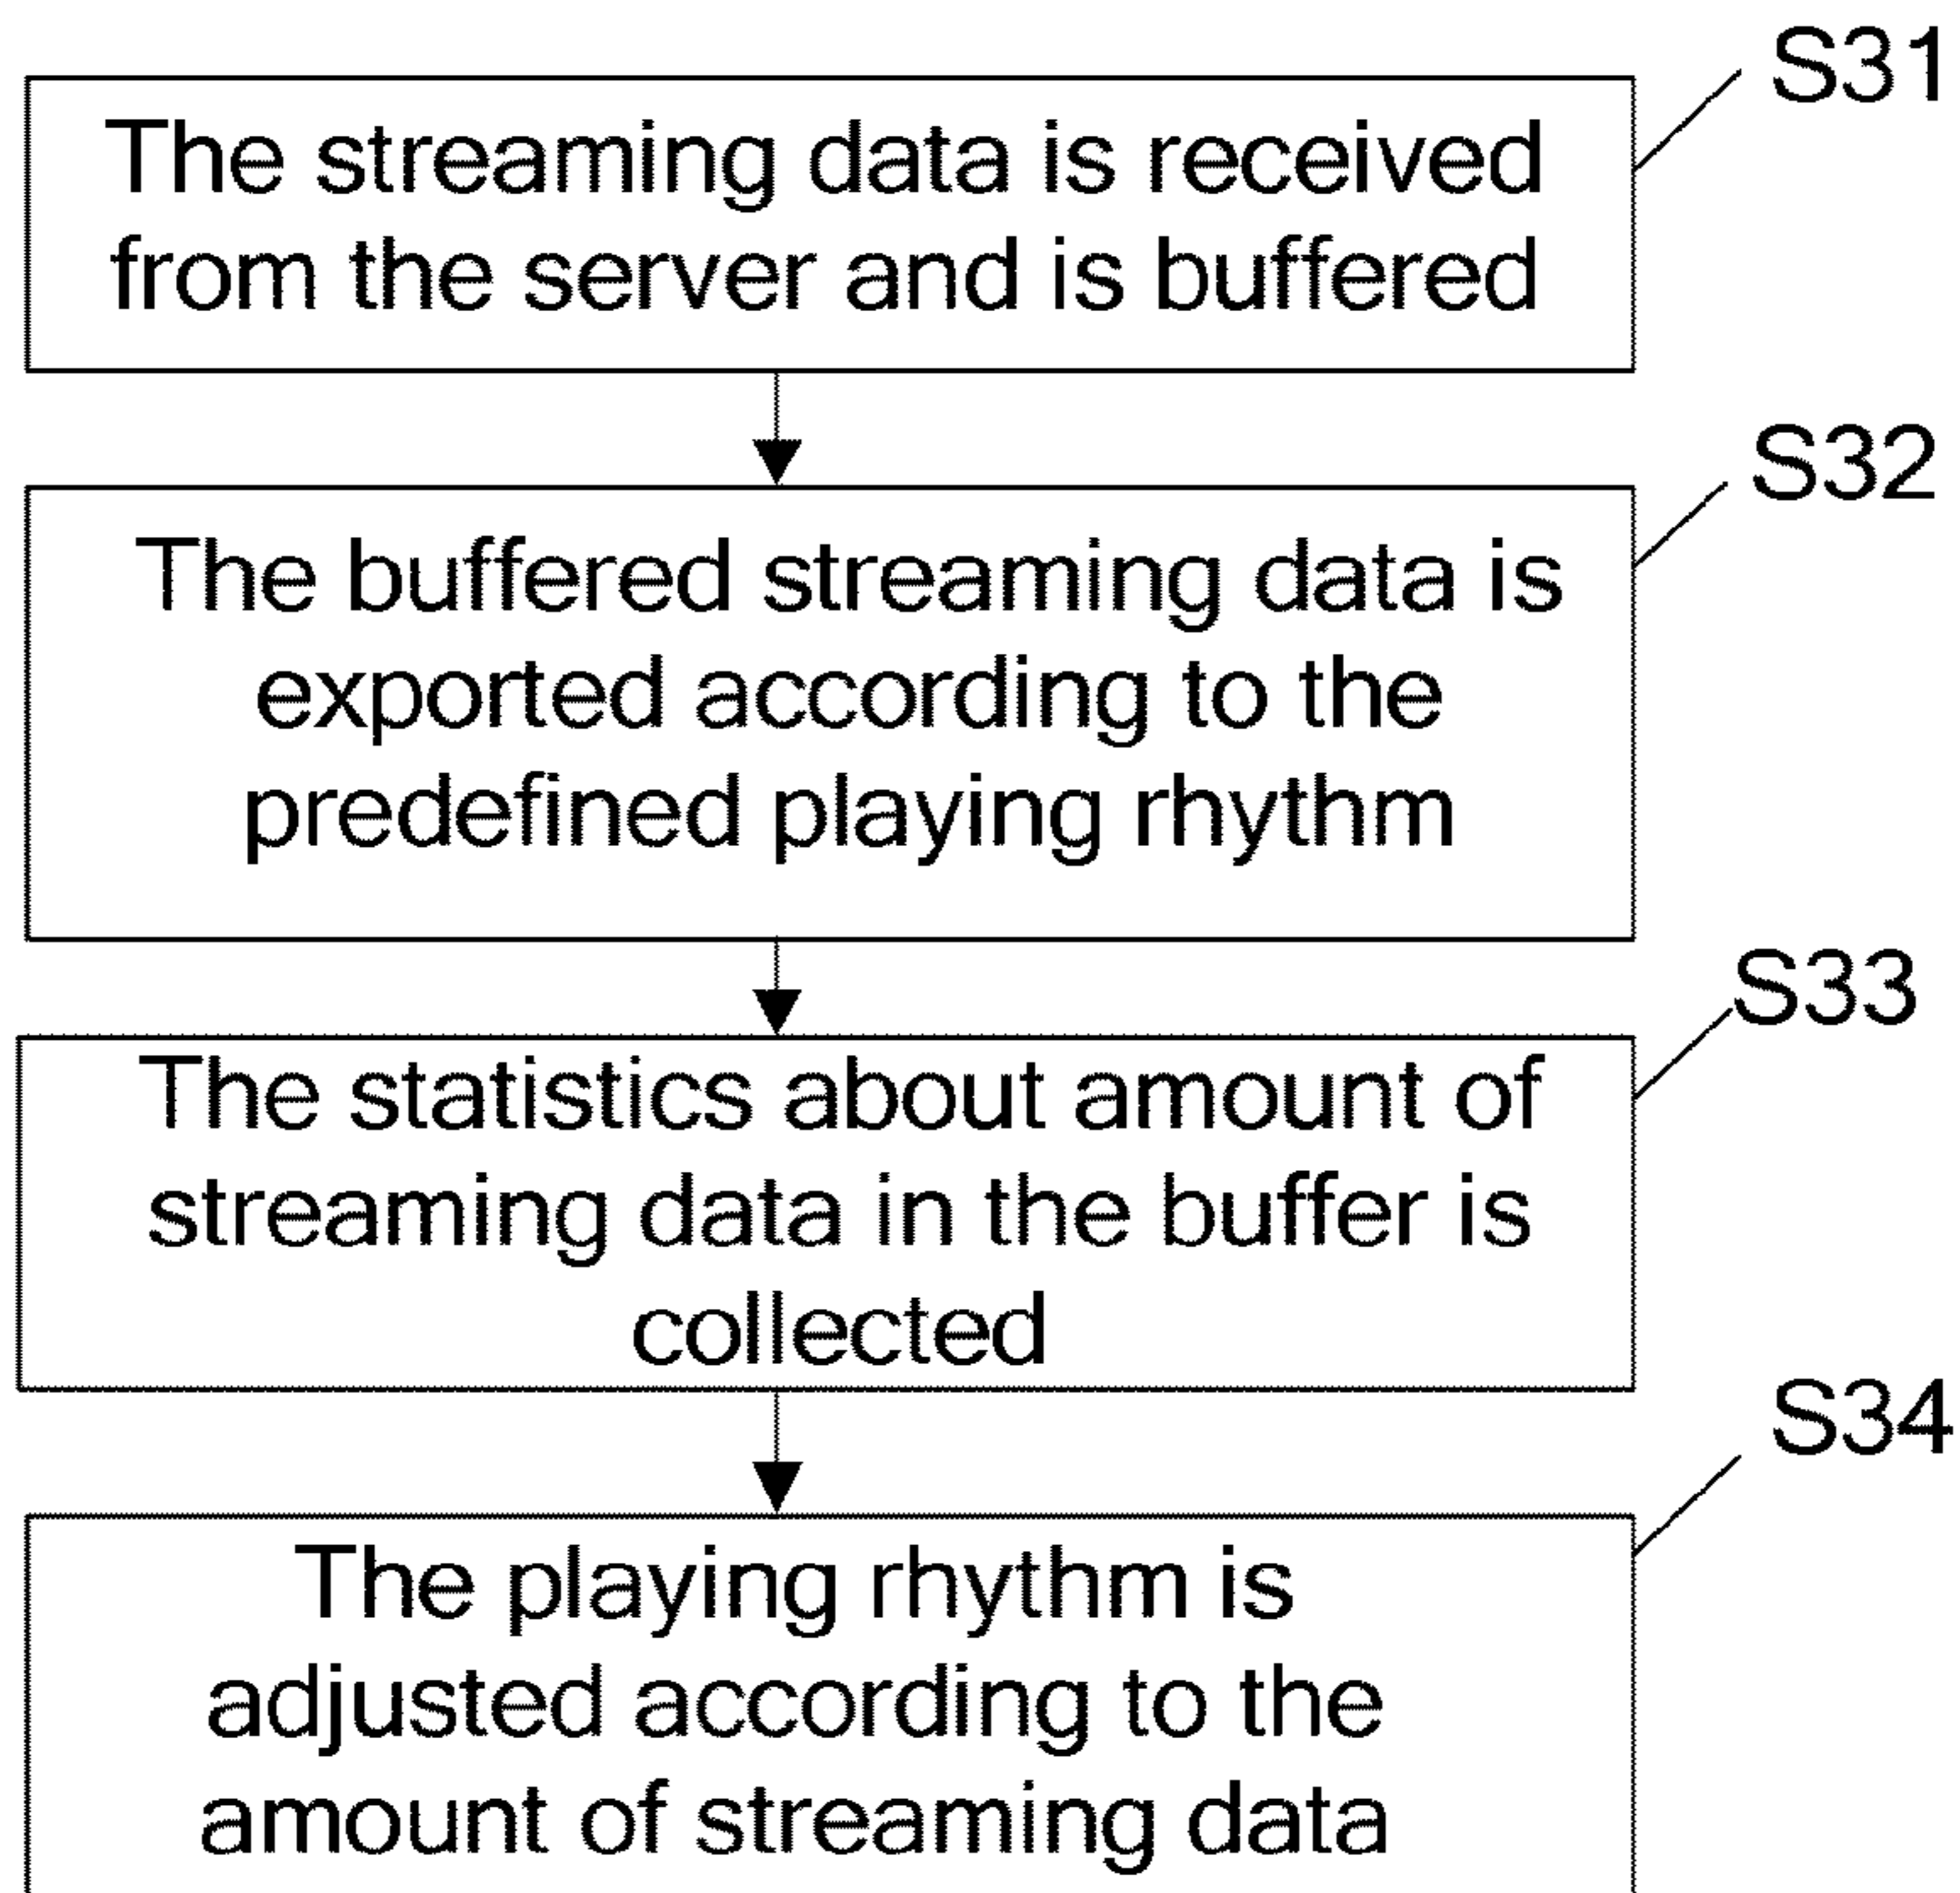 S31
The streaming data is received
from the server and is buffered
S32
The buffered streaming data is
exported according to the
predefined playing rhythm
S33
The statistics about amount of
streaming data in the buffer is
collected
S34
The playing rhythm is
adjusted according to the
amount of streaming data